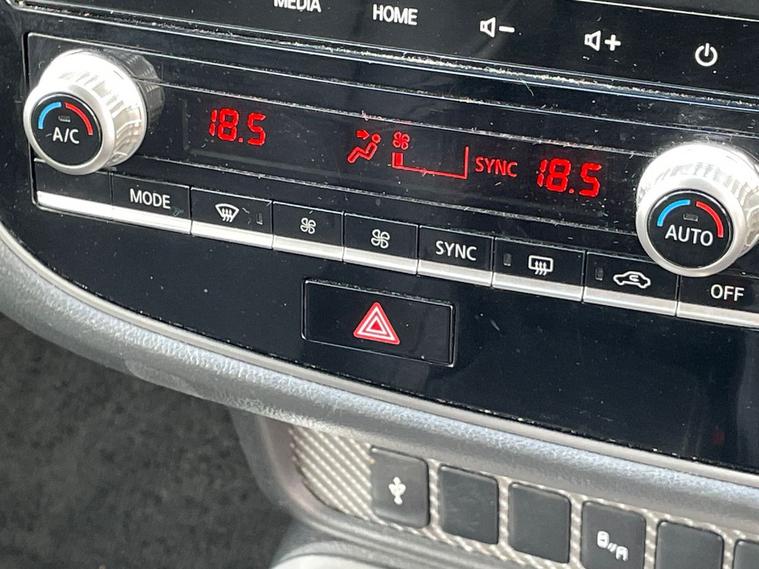 MEDIA
HOME
A/C
18.5
SYNC
18.5
AUTO
MODE
SYNC
OFF